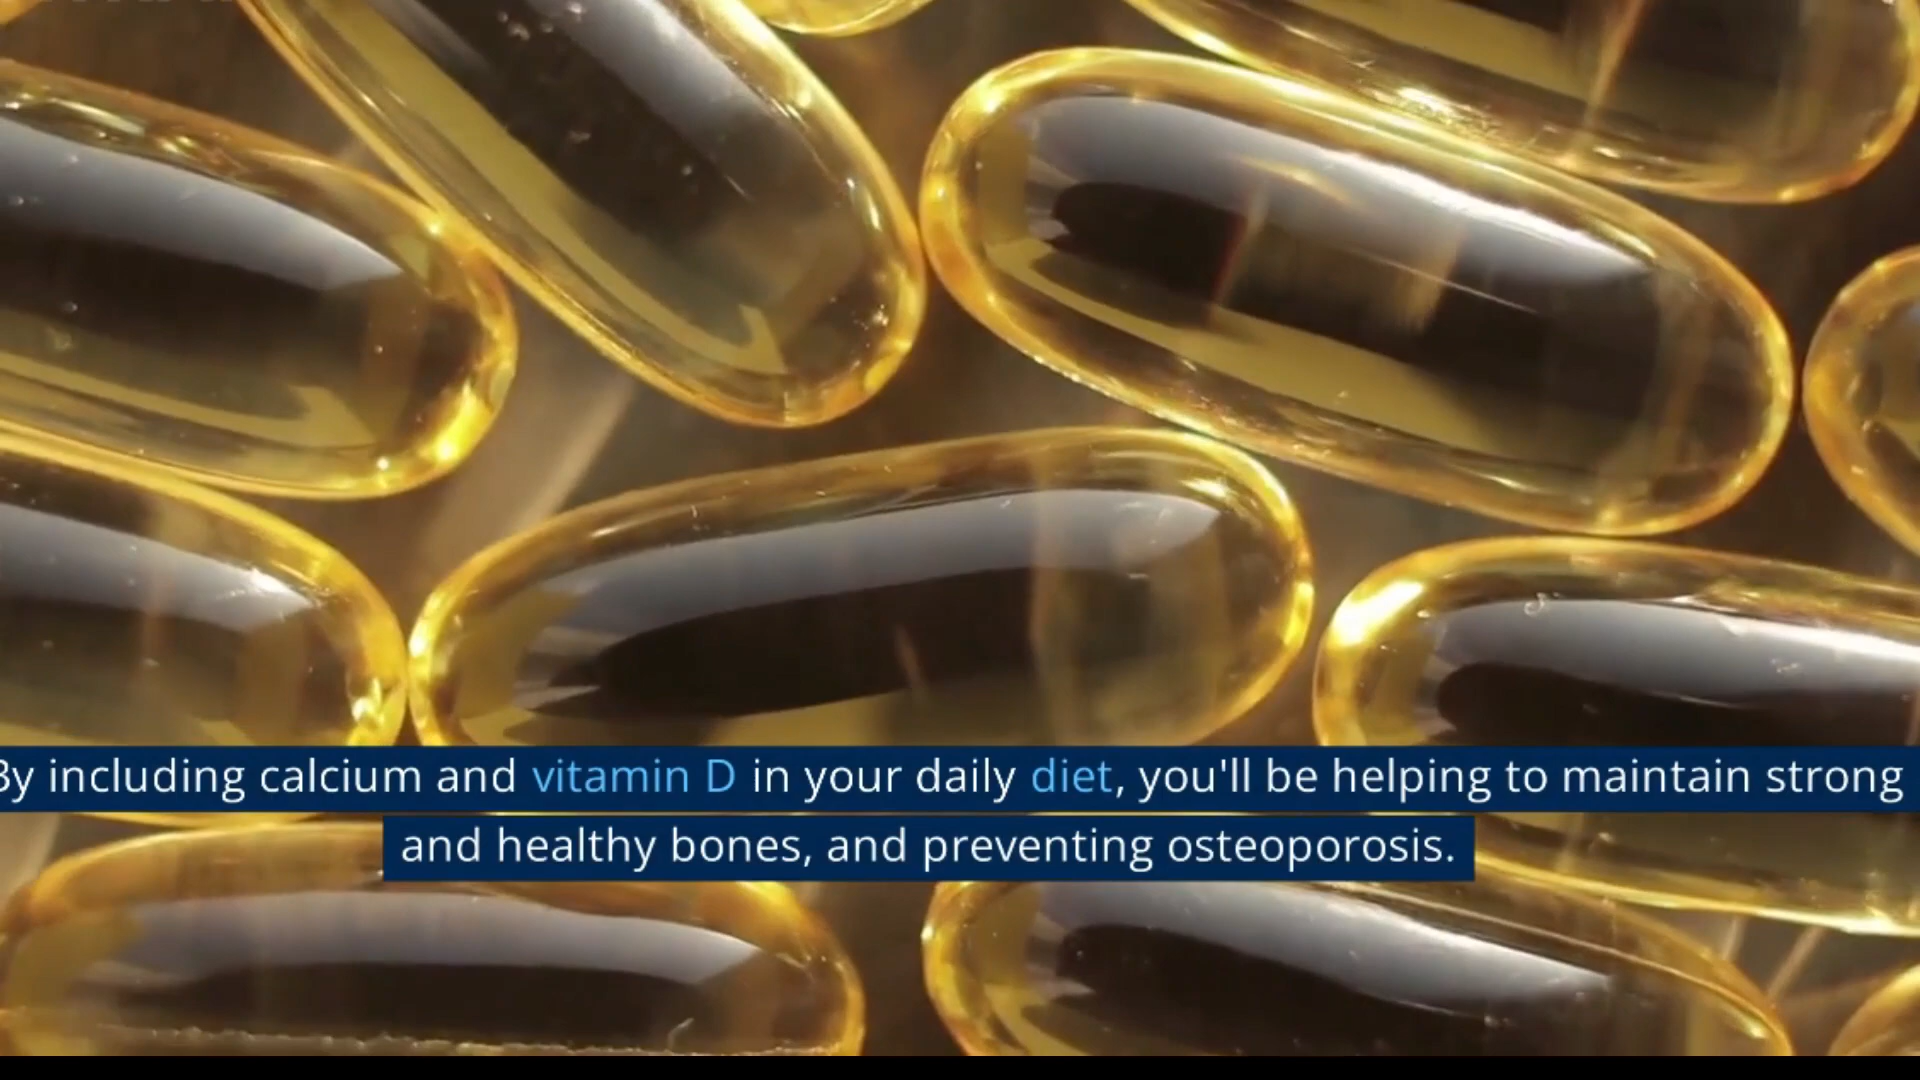 By including calcium and vitamin D in your daily diet, you'll be helping to maintain strong
and healthy bones, and preventing osteoporosis.